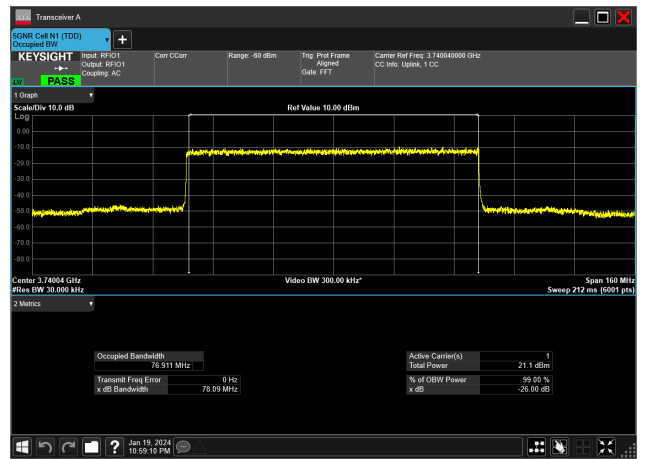 Transceiver A
5GNR Cell N1 (TDD)
Occupied BW
KEYSIGHT
PASS
Input: RFIO1
Output: RFIO1
Coupling: AC
Corr CCorr
Range: -60 dBm
Trig: Prot Frame
Aligned
Gate: FFT
Carrier Ref Freq: 3.740040000 GHz
CC Info: Uplink, 1 CC
1 Graph
Scale/Div 10.0 dB
Ref Value 10.00 dBm
Log
0.00
-10.0
-20.0
-30.0
-40.0
-50.0
-60.0
-70.0
-80.0
Center 3.74004 GHz
Video BW 300.00 kHz*
Span 160 MHz
#Res BW 30.000 kHz
Sweep 212 ms (6001 pts)
2 Metrics
Occupied Bandwidth
76.911 MHz
Active Carrier(s) 1
Total Power 21.1 dBm
Transmit Freq Error 0 Hz
x dB Bandwidth 78.09 MHz
% of OBW Power 99.00 %
x dB -26.00 dB
Jan 19, 2024
10:59:10 PM